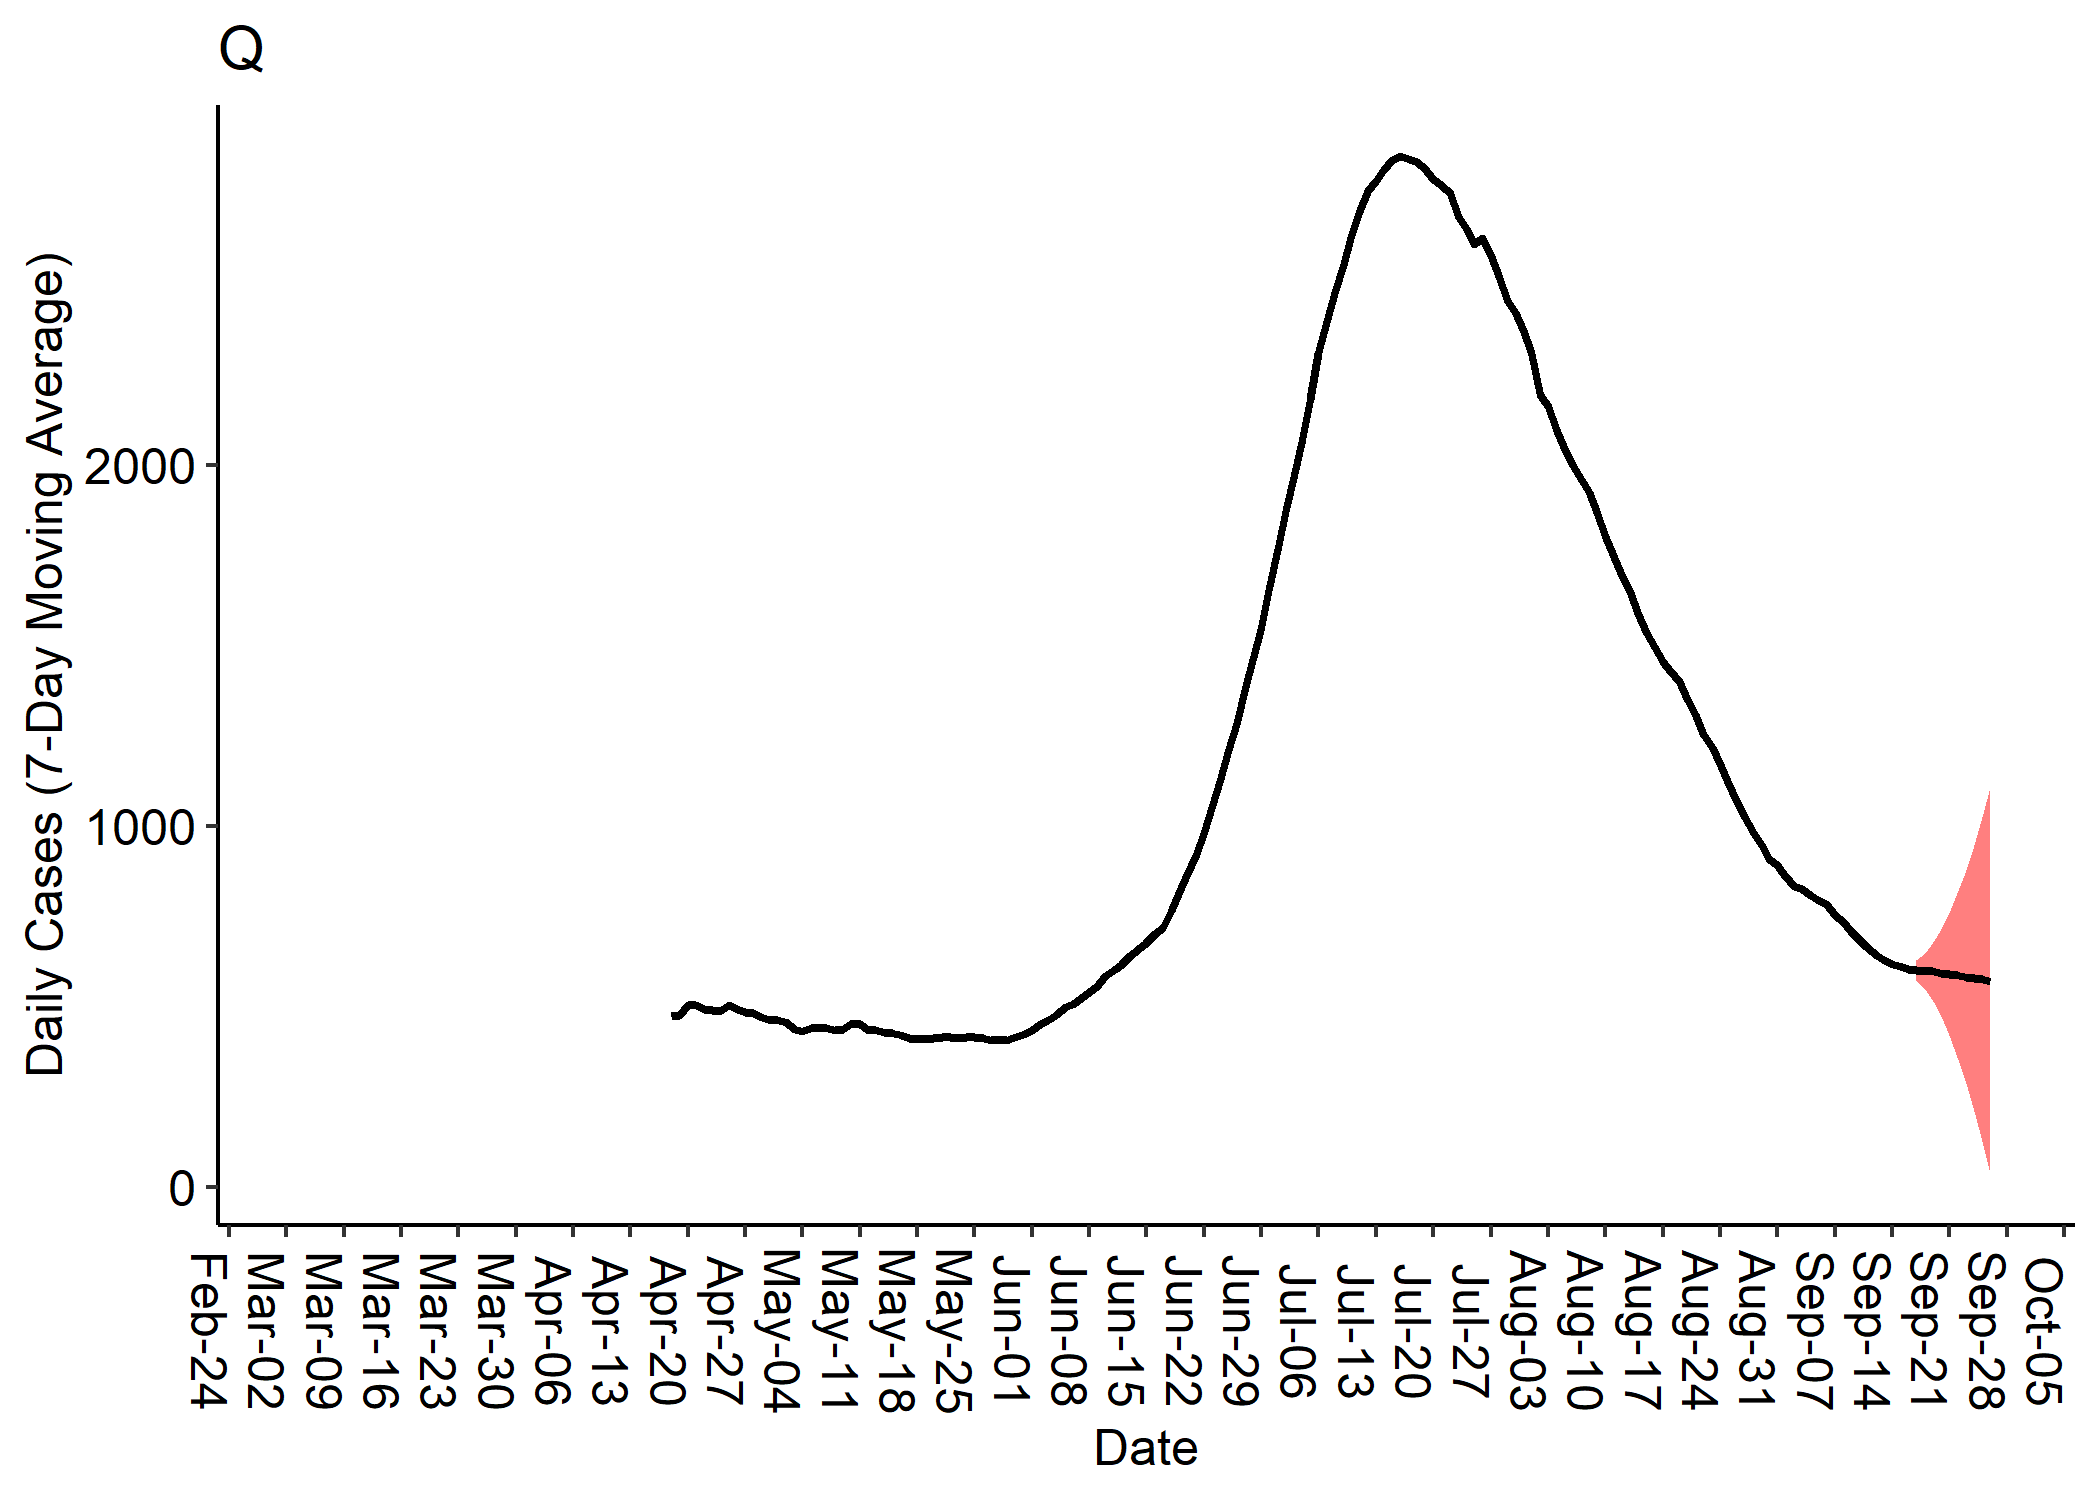 Q
Daily Cases (7-Day Moving Average)
2000
1000
0
Feb-24
Mar-02
Mar-09
Mar-16
Mar-23
Mar-30
Apr-06
Apr-13
Apr-20
Apr-27
May-04
May-11
May-18
May-25
Jun-01
Jun-08
Jun-15
Jun-22
Jun-29
Jul-06
Jul-13
Jul-20
Jul-27
Aug-03
Aug-10
Aug-17
Aug-24
Aug-31
Sep-07
Sep-14
Sep-21
Sep-28
Oct-05
Date